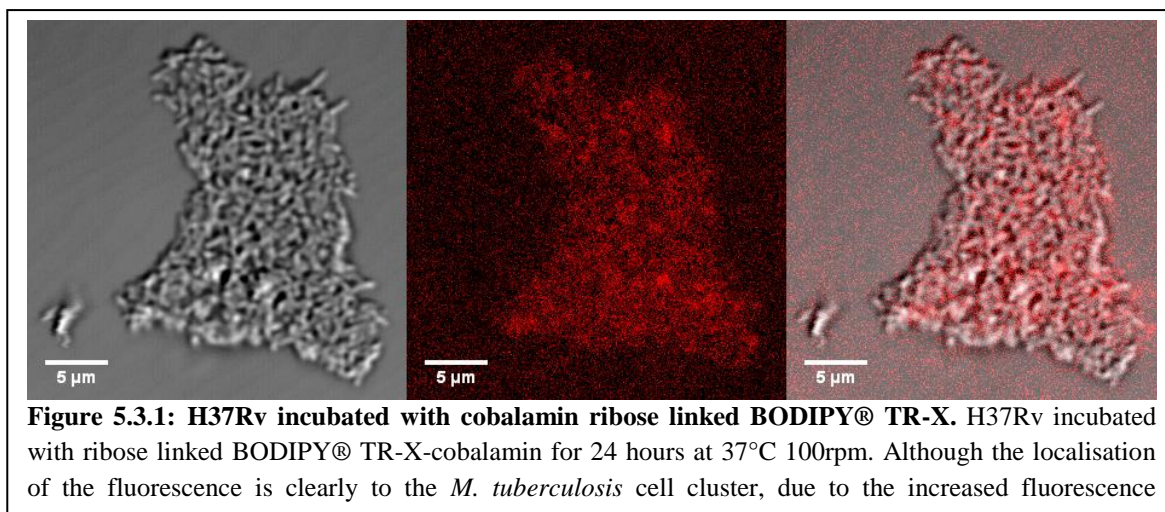 5 µm
5 µm
5 µm
Figure 5.3.1: H37Rv incubated with cobalamin ribose linked BODIPY® TR-X. H37Rv incubated
with ribose linked BODIPY® TR-X-cobalamin for 24 hours at 37°C 100rpm. Although the localisation
of the fluorescence is clearly to the M. tuberculosis cell cluster, due to the increased fluorescence